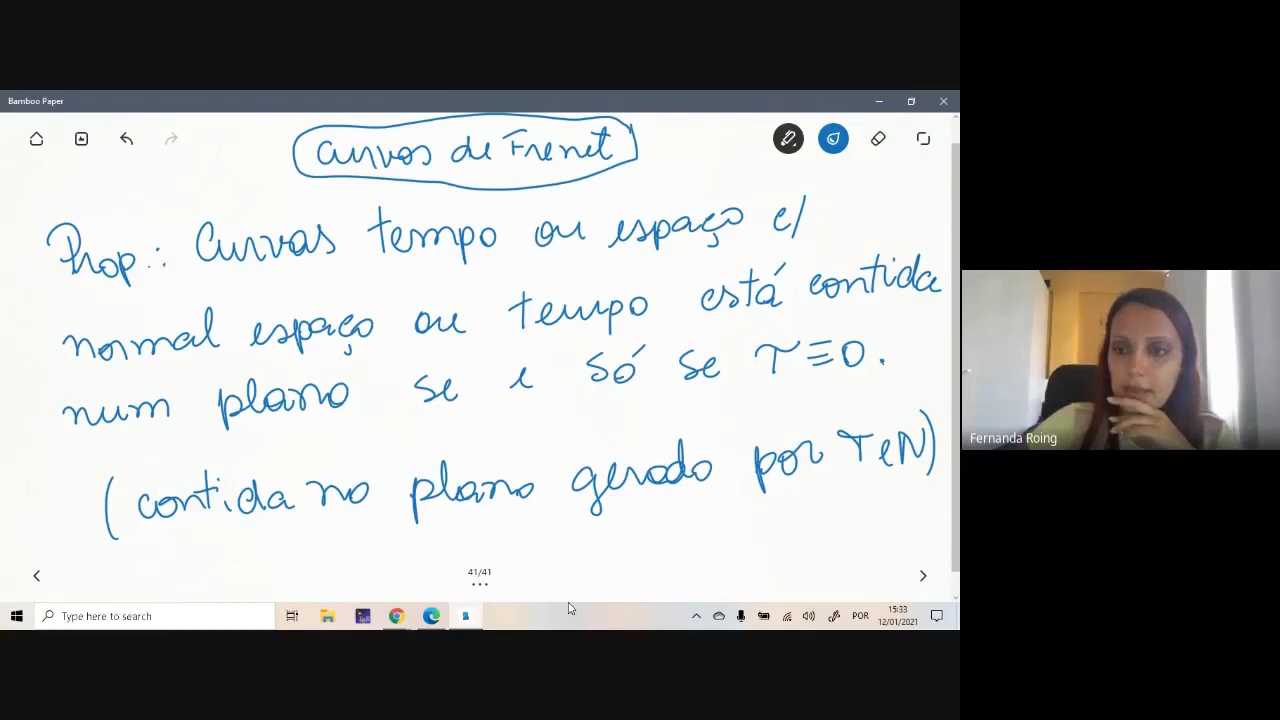 Bamboo Paper
Curvas de Frenet
Prop.: Curvas tempo ou espaço c/
normal espaço ou tempo está contida
num plano se e só se τ≡0.
(contida no plano gerado por T e N)
Fernanda Roing
41/41
Type here to search
POR
15:33
12/01/2021